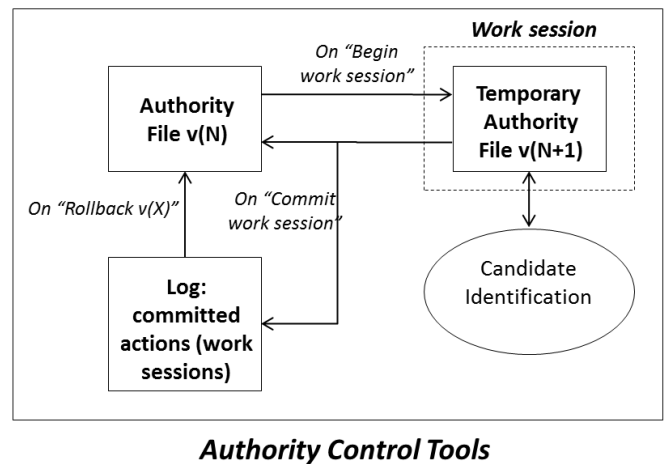 Work session
On “Begin
work session”
Authority
File v(N)
Temporary
Authority
File v(N+1)
On “Rollback v(X)”
On “Commit
work session”
Candidate
Identification
Log:
committed
actions (work
sessions)
Authority Control Tools